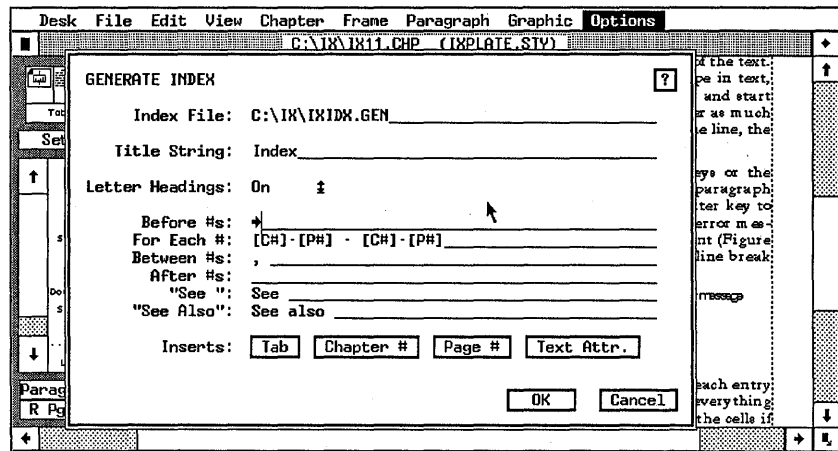 Desk File Edit View Chapter Frame Paragraph Graphic Options
C:\IX\IX11.CHP (IXPLATE.STY)
GENERATE INDEX ?
Index File: C:\IX\IXIDX.GEN
Title String: Index
Letter Headings: On ↕
Before #s: →
For Each #: [C#]-[P#] - [C#]-[P#]
Between #s: ,
After #s:
"See ": See
"See Also": See also
Inserts: Tab Chapter # Page # Text Attr.
OK Cancel
Set
Parag
R Pg
of the text.
pe in text,
and start
er as much
e line, the
eys or the
paragraph
ter key to
error mes-
nt (Figure
line break
message
each entry
everything
the cells if